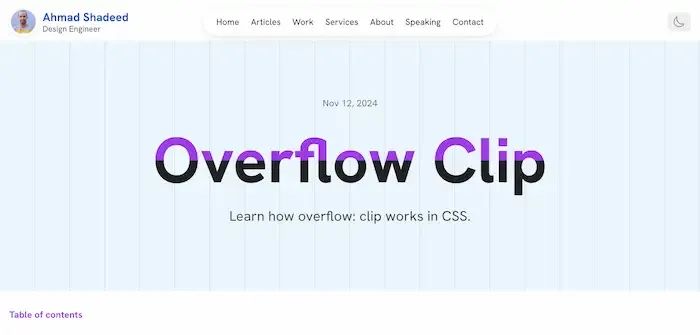 Ahmad Shadeed
Design Engineer
Home Articles Work Services About Speaking Contact
Nov 12, 2024
Overflow Clip
Learn how overflow: clip works in CSS.
Table of contents